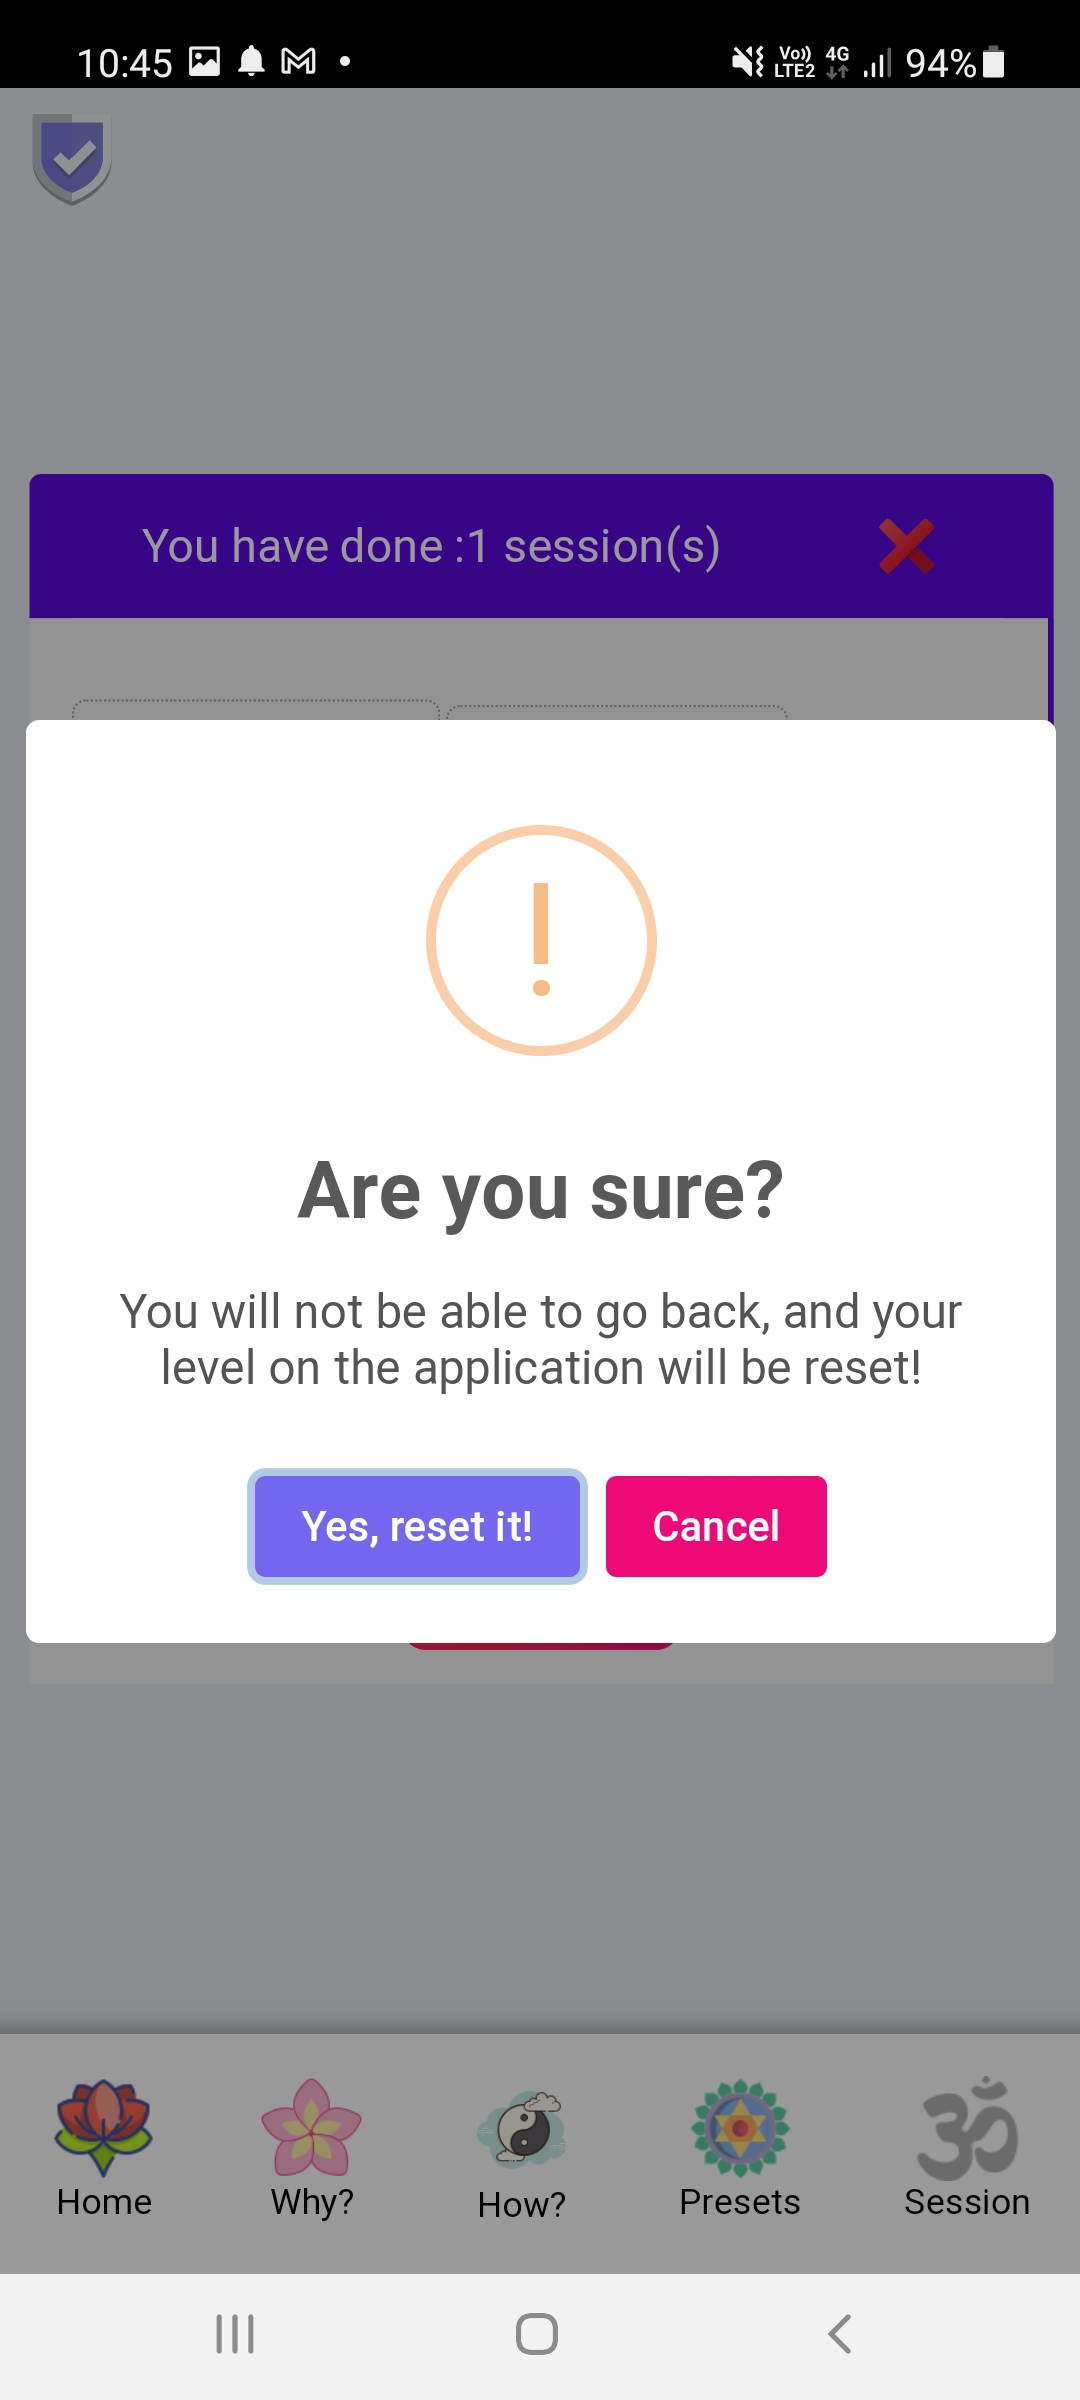 10:45 Vo)) LTE2 4G 94%
You have done :1 session(s)
Are you sure?
You will not be able to go back, and your
level on the application will be reset!
Yes, reset it! Cancel
Home Why? How? Presets Session